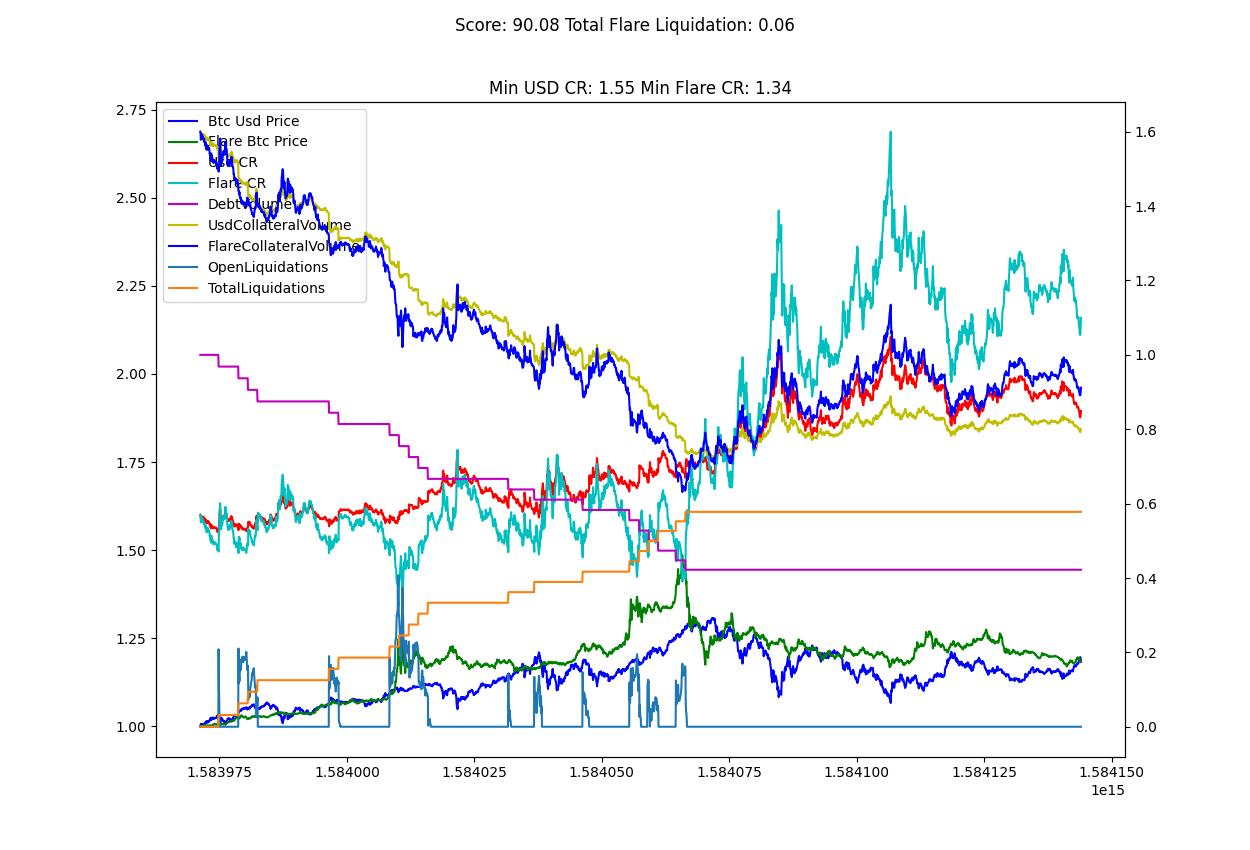 Score: 90.08 Total Flare Liquidation: 0.06
Min USD CR: 1.55 Min Flare CR: 1.34
2.75
2.50
2.25
2.00
1.75
1.50
1.25
1.00
Btc Usd Price
Flare Btc Price
Usd CR
Flare CR
DebtVolume
UsdCollateralVolume
FlareCollateralVolume
OpenLiquidations
TotalLiquidations
1.6
1.4
1.2
1.0
0.8
0.6
0.4
0.2
0.0
1.583975 1.584000 1.584025 1.584050 1.584075 1.584100 1.584125 1.584150
1e15